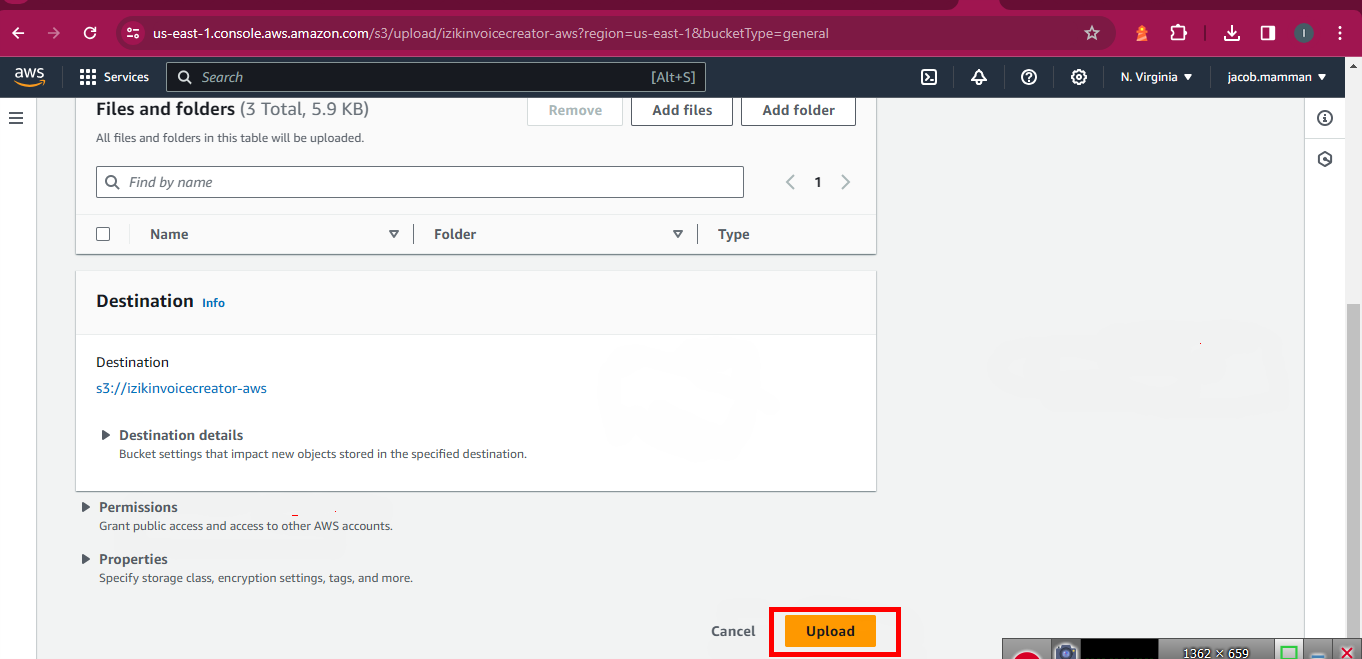 us-east-1.console.aws.amazon.com/s3/upload/izikinvoicecreator-aws?region=us-east-1&bucketType=general
I
aws
Services
Search
[Alt+S]
N. Virginia
jacob.mamman
Files and folders (3 Total, 5.9 KB)
Remove
Add files
Add folder
All files and folders in this table will be uploaded.
Find by name
1
Name
Folder
Type
Destination Info
Destination
s3://izikinvoicecreator-aws
Destination details
Bucket settings that impact new objects stored in the specified destination.
Permissions
Grant public access and access to other AWS accounts.
Properties
Specify storage class, encryption settings, tags, and more.
Cancel
Upload
1362 × 659